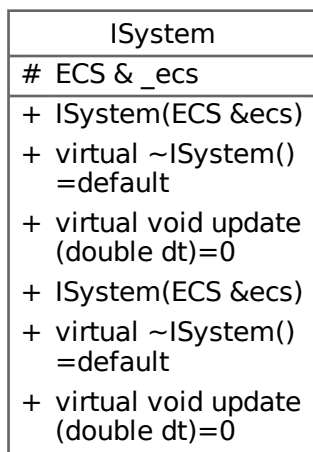 ISystem
# ECS & _ecs
+ ISystem(ECS &ecs)
+ virtual ~ISystem()
=default
+ virtual void update
(double dt)=0
+ ISystem(ECS &ecs)
+ virtual ~ISystem()
=default
+ virtual void update
(double dt)=0